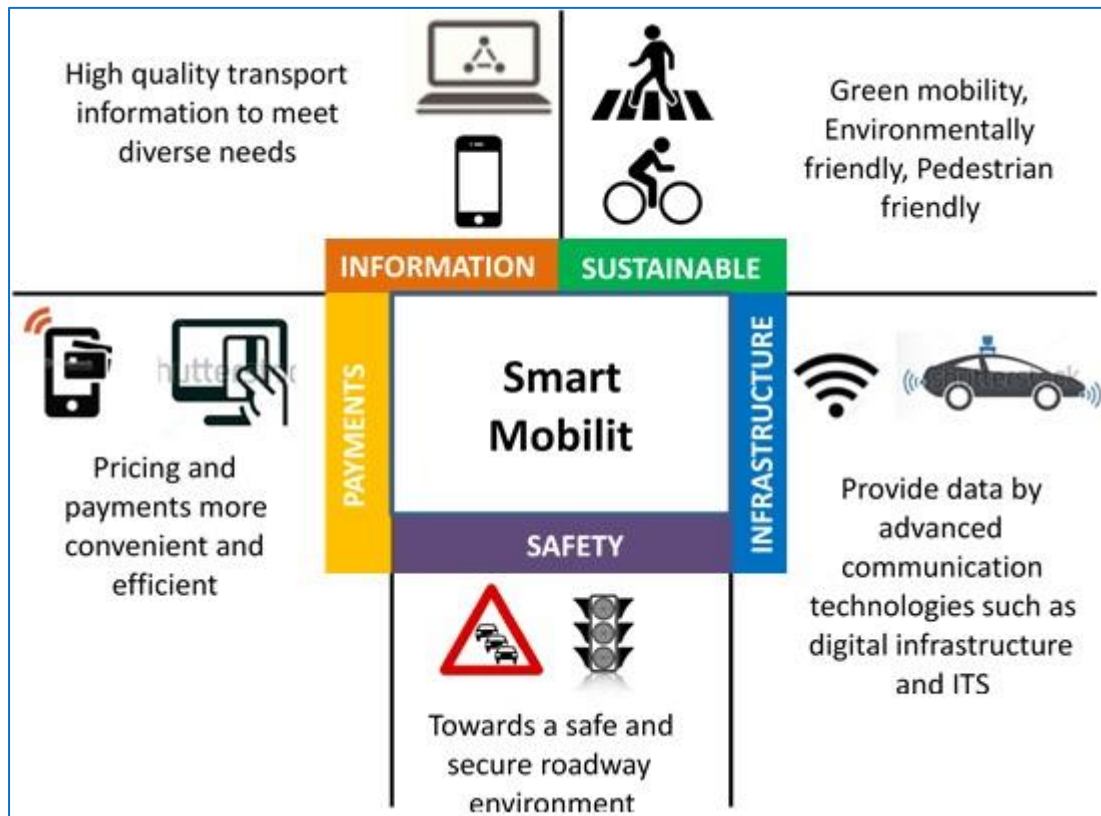 High quality transport
information to meet
diverse needs
Green mobility,
Environmentally
friendly, Pedestrian
friendly
INFORMATION
SUSTAINABLE
PAYMENTS
Smart
Mobilit
INFRASTRUCTURE
SAFETY
Pricing and
payments more
convenient and
efficient
Provide data by
advanced
communication
technologies such as
digital infrastructure
and ITS
Towards a safe and
secure roadway
environment